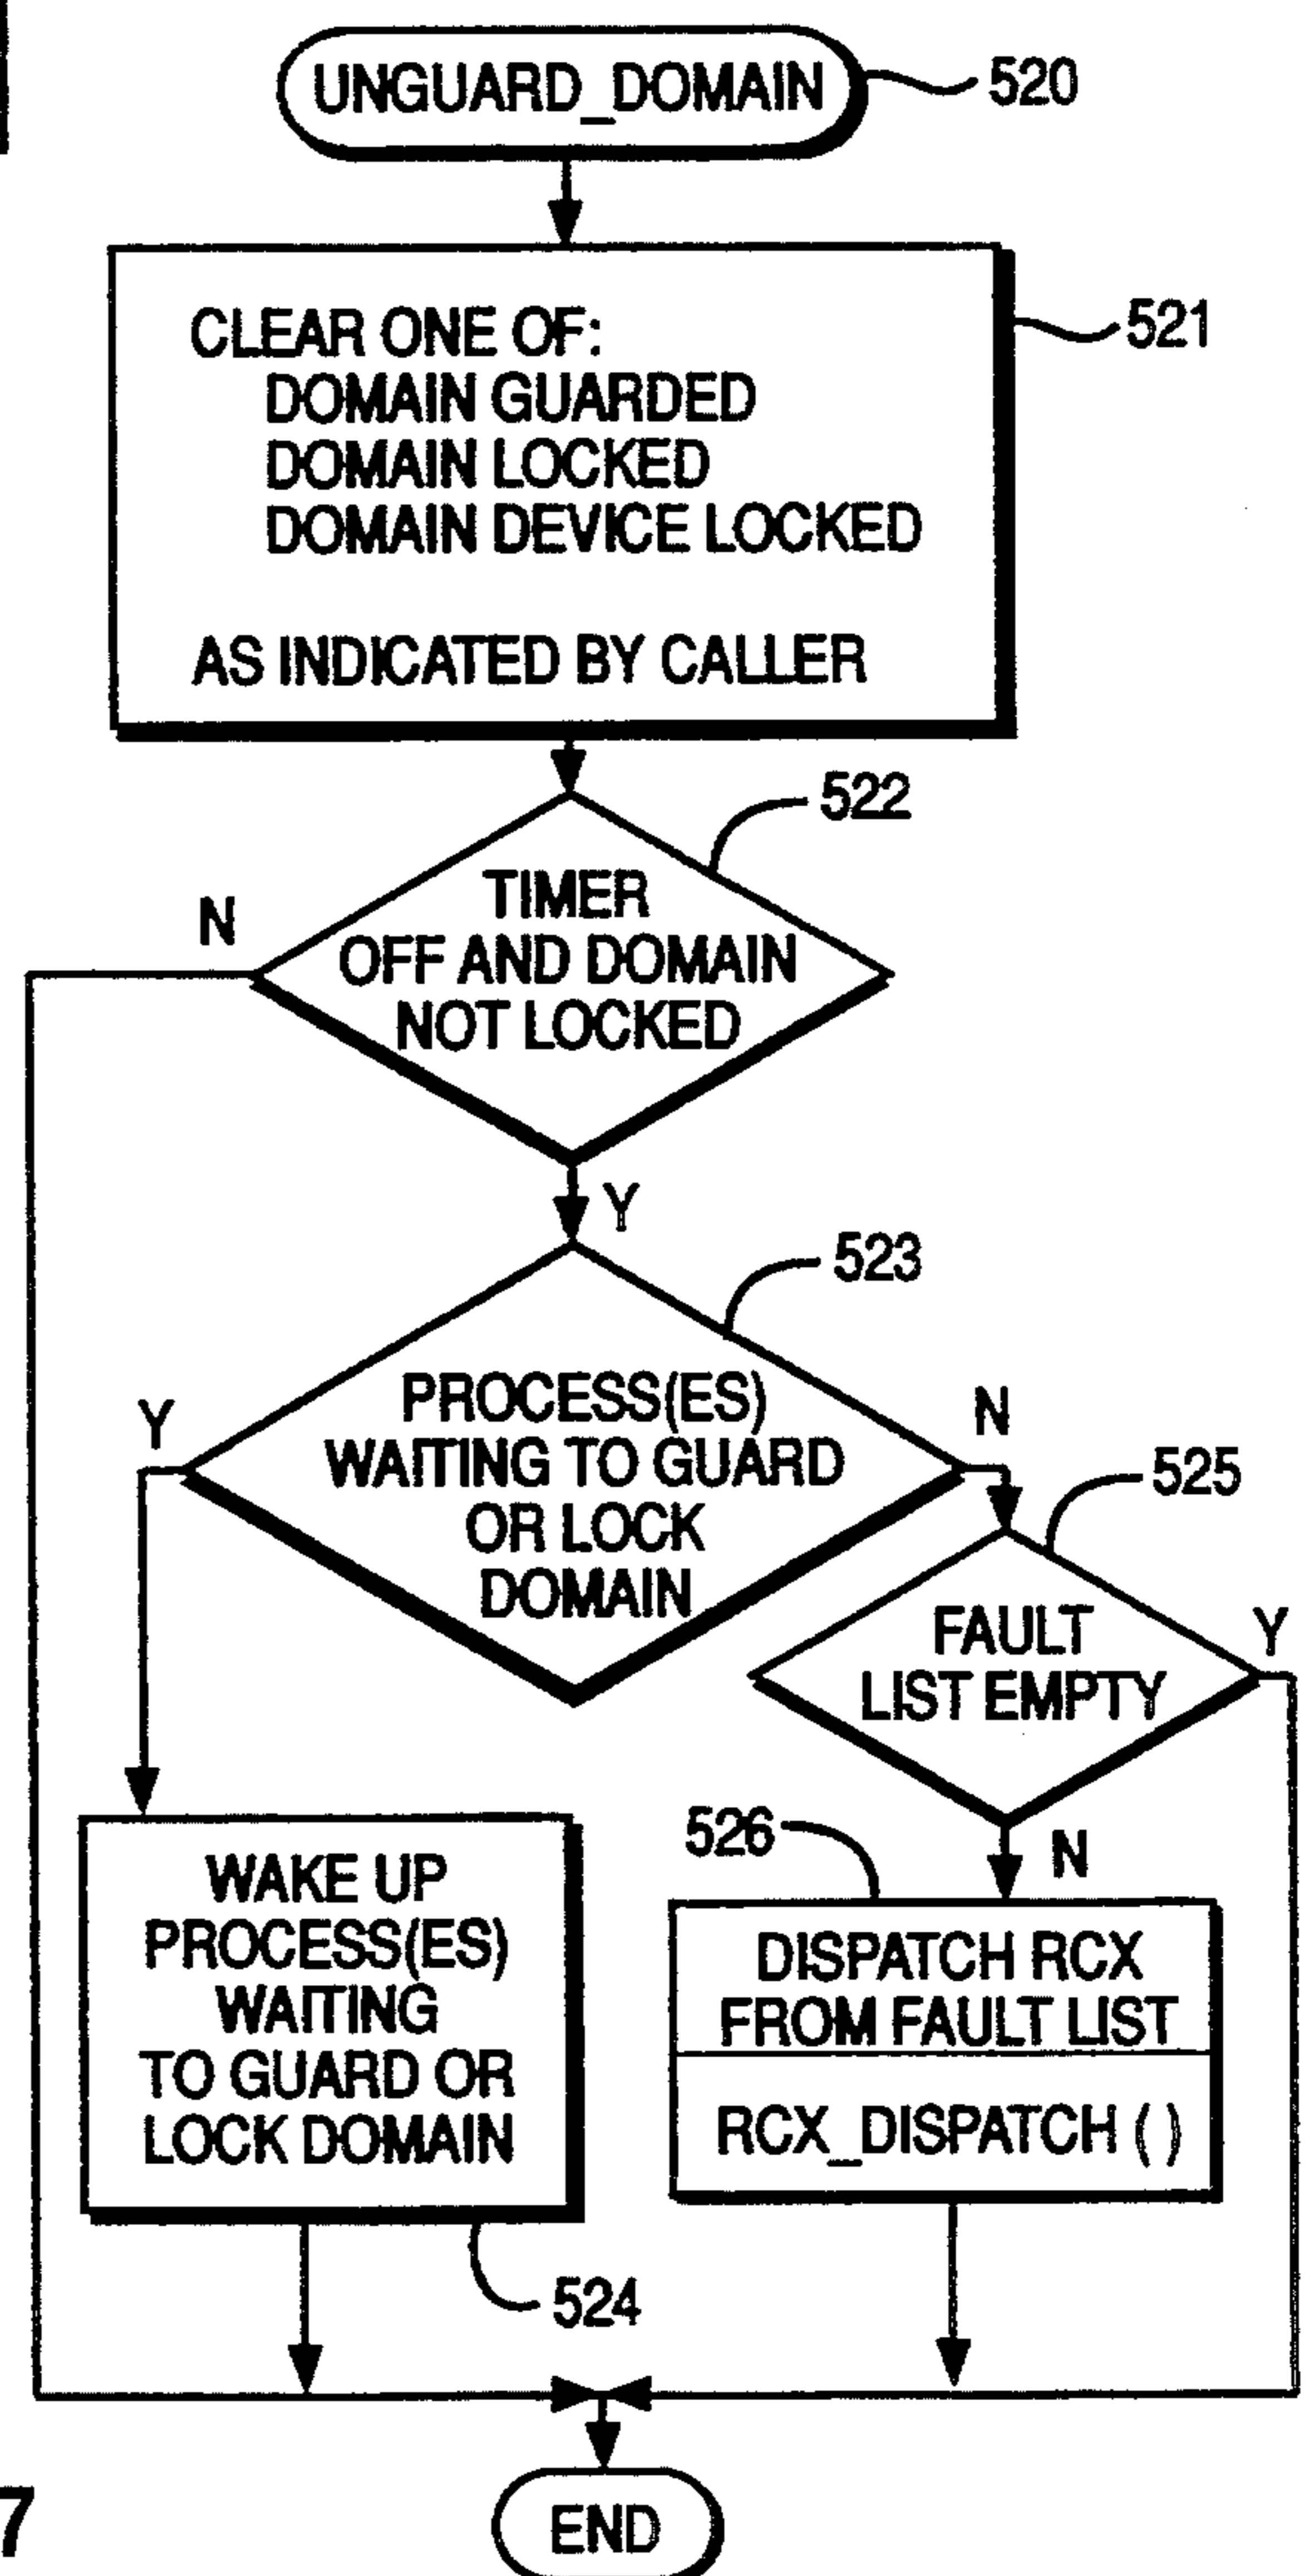 UNGUARD_DOMAIN
520
CLEAR ONE OF:
DOMAIN GUARDED
DOMAIN LOCKED
DOMAIN DEVICE LOCKED
AS INDICATED BY CALLER
521
522
TIMER
OFF AND DOMAIN
NOT LOCKED
N
Y
523
PROCESS(ES)
WAITING TO GUARD
OR LOCK
DOMAIN
Y
N
525
FAULT
LIST EMPTY
Y
N
WAKE UP
PROCESS(ES)
WAITING
TO GUARD OR
LOCK DOMAIN
524
526
DISPATCH RCX
FROM FAULT LIST
RCX_DISPATCH ( )
END
7